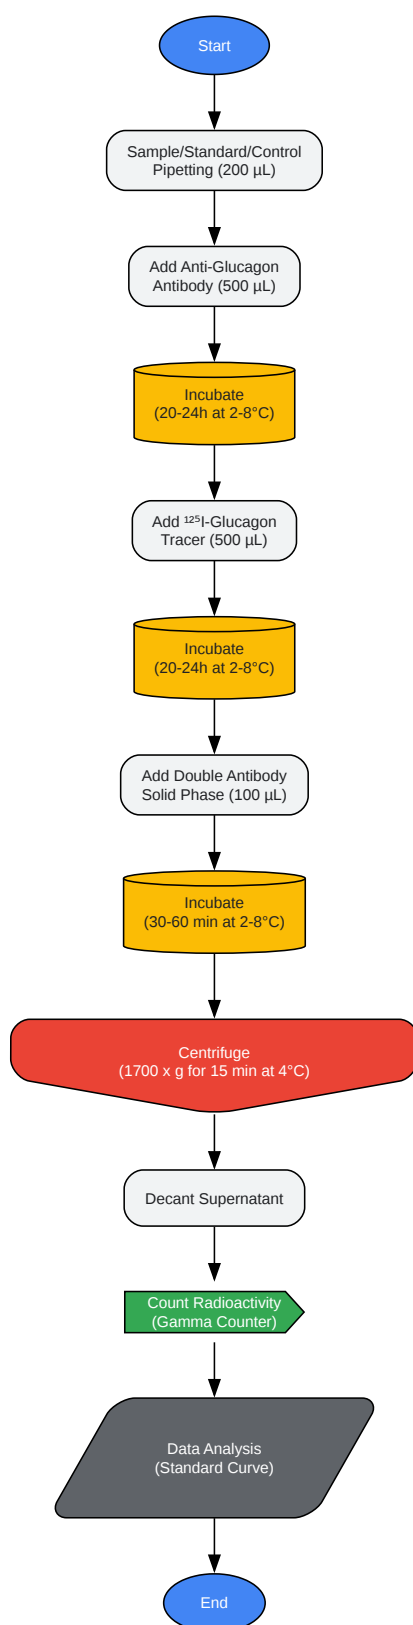 Start
Sample/Standard/Control
Pipetting (200 µL)
Add Anti-Glucagon
Antibody (500 µL)
Incubate
(20-24h at 2-8°C)
Add ¹²⁵I-Glucagon
Tracer (500 µL)
Incubate
(20-24h at 2-8°C)
Add Double Antibody
Solid Phase (100 µL)
Incubate
(30-60 min at 2-8°C)
Centrifuge
(1700 x g for 15 min at 4°C)
Decant Supernatant
Count Radioactivity
(Gamma Counter)
Data Analysis
(Standard Curve)
End